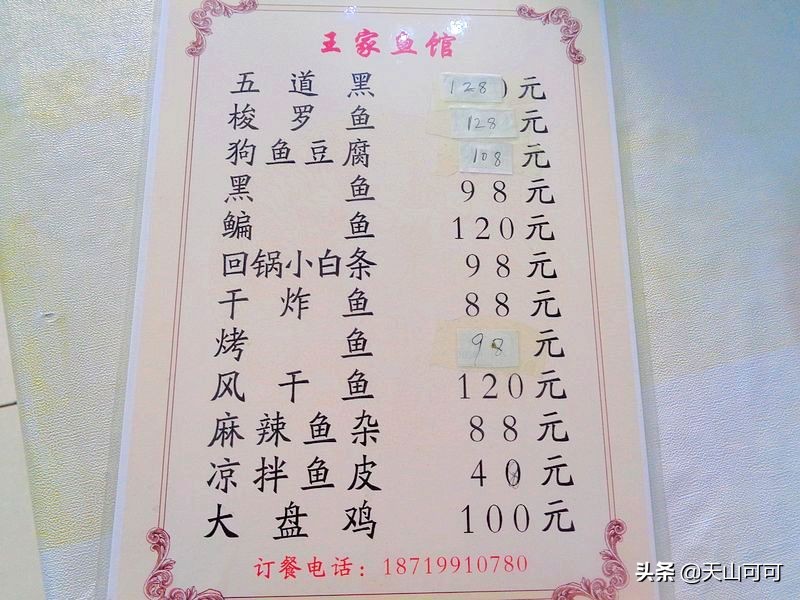 王家鱼馆
五道黑 128元
梭罗鱼 128元
狗鱼豆腐 108元
黑鱼 98元
鳊鱼 120元
回锅小白条 98元
干炸鱼 88元
烤鱼 98元
风干鱼 120元
麻辣鱼杂 88元
凉拌鱼皮 40元
大盘鸡 100元
订餐电话：18719910780
头条 @天山可可